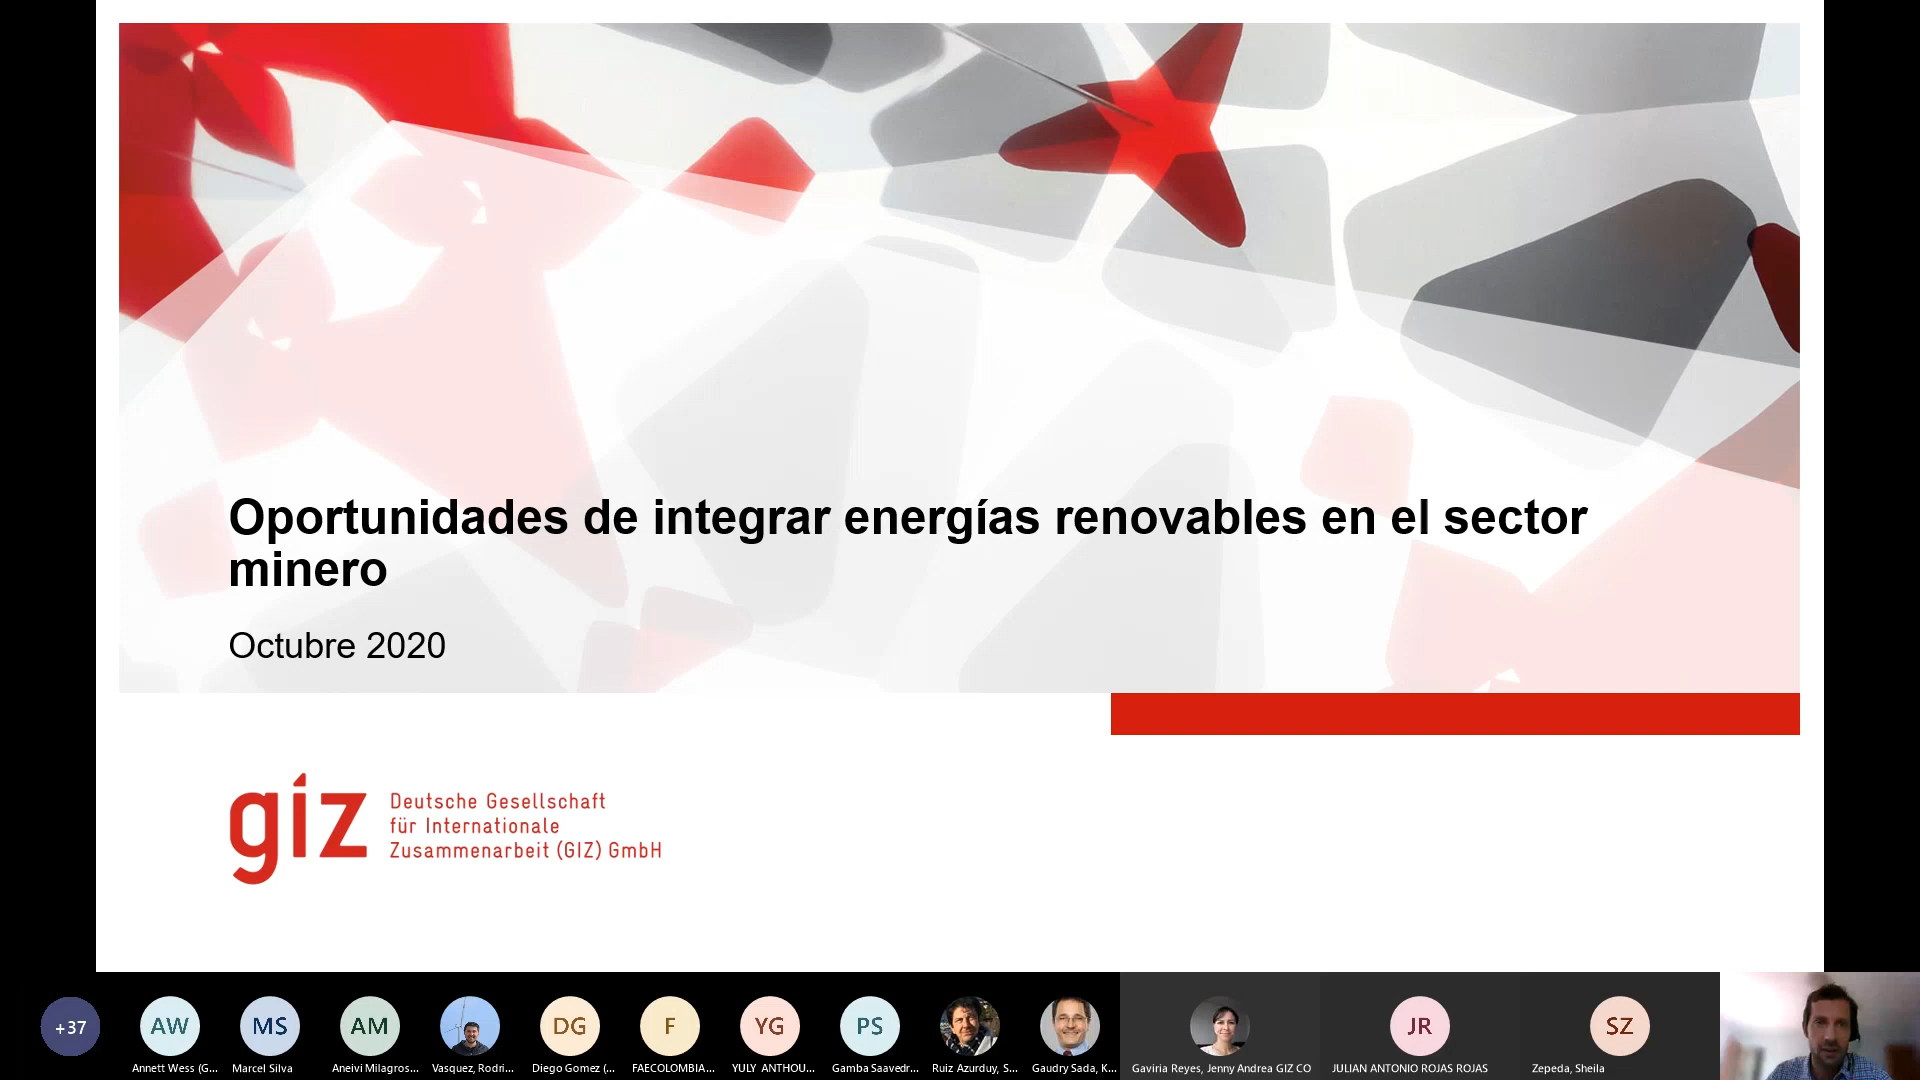 Oportunidades de integrar energías renovables en el sector
minero
Octubre 2020
giz
Deutsche Gesellschaft
für Internationale
Zusammenarbeit (GIZ) GmbH
+37
AW
MS
AM
DG
F
YG
PS
JR
SZ
Annett Wess (G...
Marcel Silva
Aneivi Milagros...
Vasquez, Rodri...
Diego Gomez (...
FAECOLOMBIA...
YULY ANTHOU...
Gamba Saavedr...
Ruiz Azurduy, S...
Gaudry Sada, K...
Gaviria Reyes, Jenny Andrea GIZ CO
JULIAN ANTONIO ROJAS ROJAS
Zepeda, Sheila